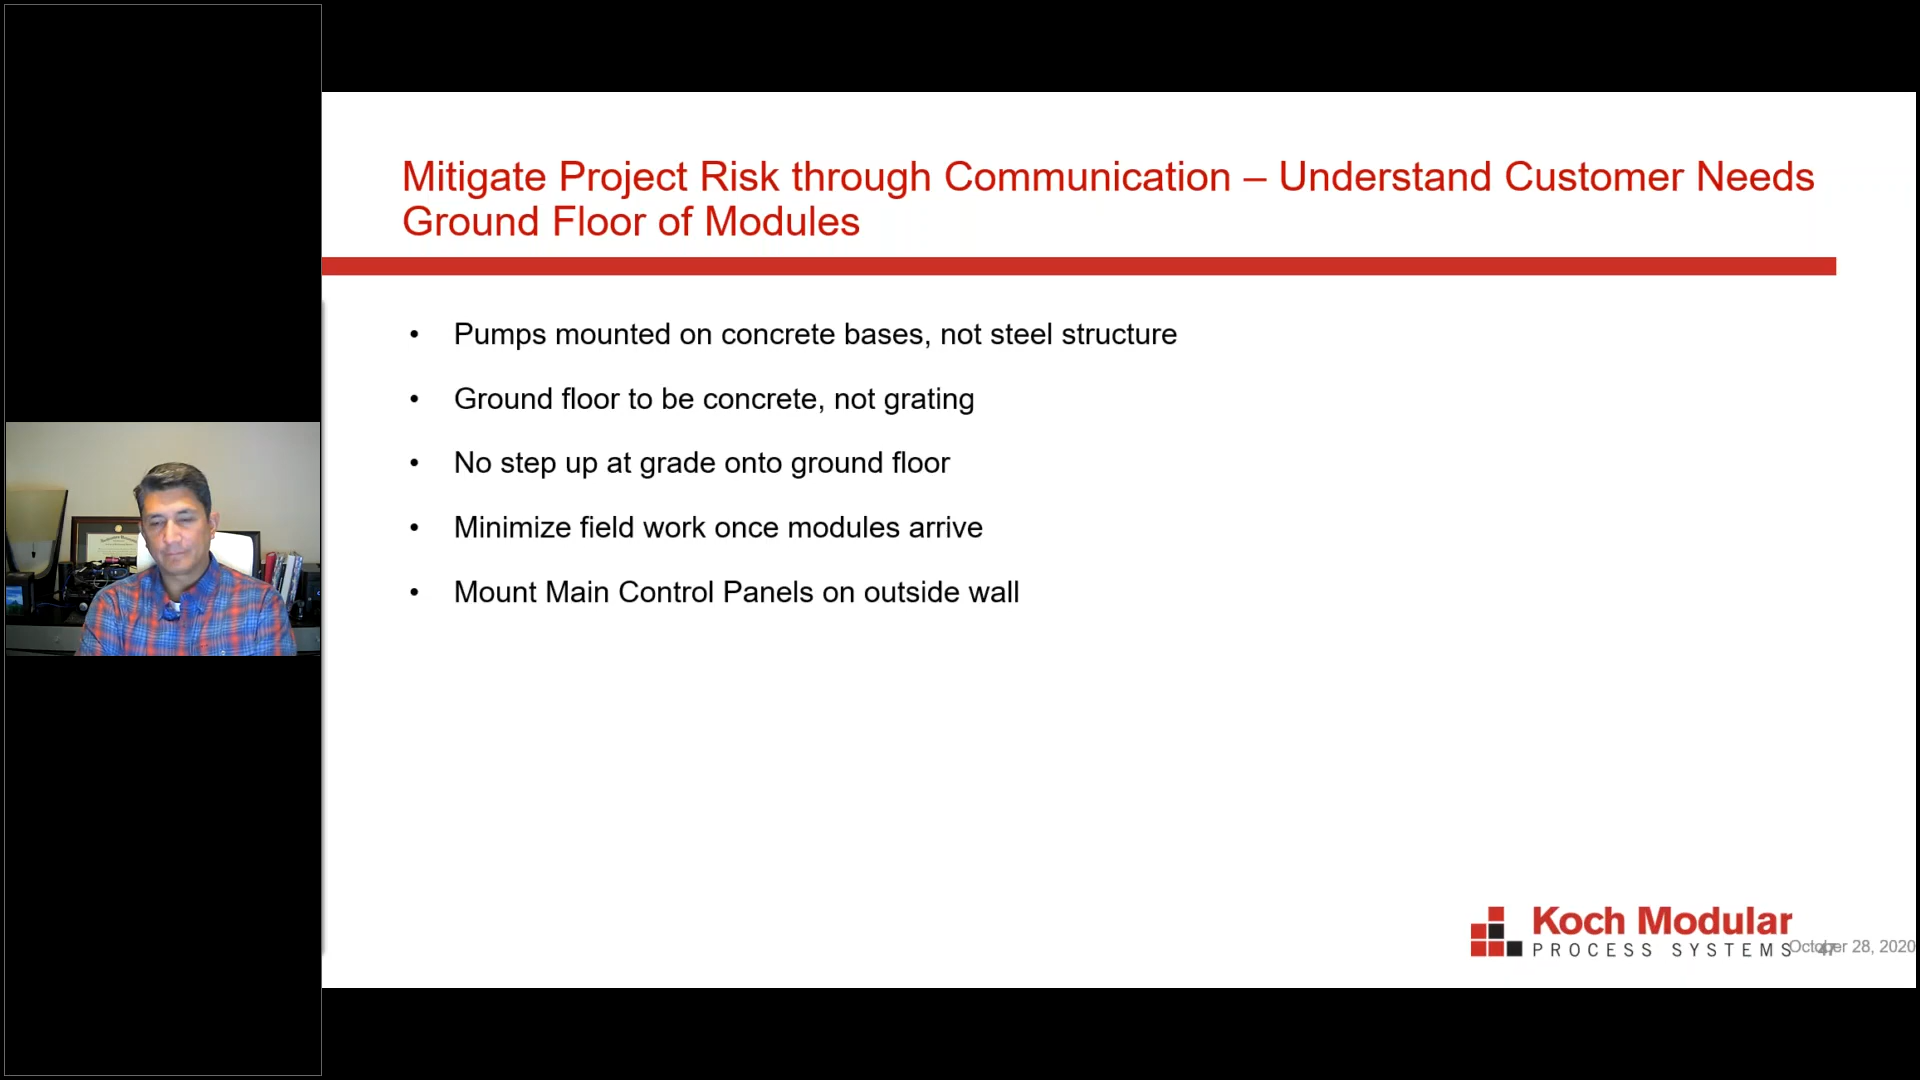 Mitigate Project Risk through Communication – Understand Customer Needs
Ground Floor of Modules
• Pumps mounted on concrete bases, not steel structure
• Ground floor to be concrete, not grating
• No step up at grade onto ground floor
• Minimize field work once modules arrive
• Mount Main Control Panels on outside wall
Koch Modular
PROCESS SYSTEMS
October 28, 2020
47